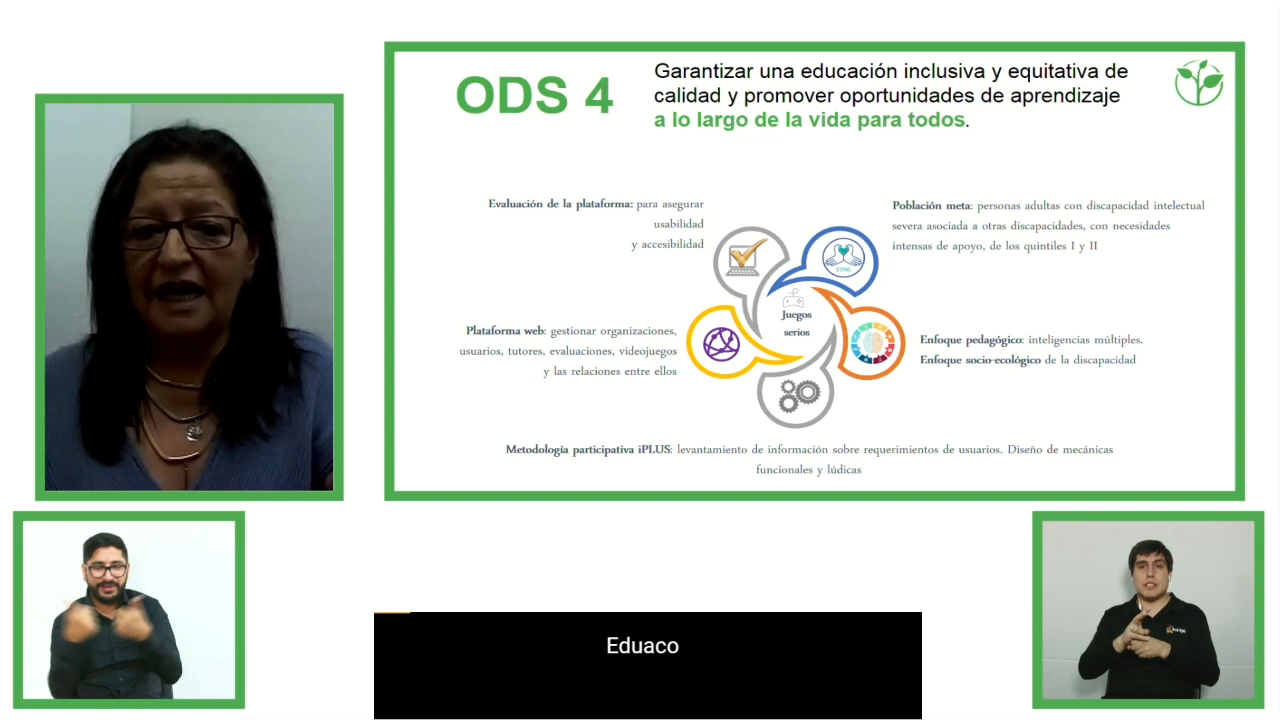 ODS 4
Garantizar una educación inclusiva y equitativa de
calidad y promover oportunidades de aprendizaje
a lo largo de la vida para todos.
Evaluación de la plataforma: para asegurar
usabilidad
y accesibilidad
Población meta: personas adultas con discapacidad intelectual
severa asociada a otras discapacidades, con necesidades
intensas de apoyo, de los quintiles I y II
FINE
Juegos
serios
Plataforma web: gestionar organizaciones,
usuarios, tutores, evaluaciones, videojuegos
y las relaciones entre ellos
Enfoque pedagógico: inteligencias múltiples.
Enfoque socio-ecológico de la discapacidad
Metodología participativa iPLUS: levantamiento de información sobre requerimientos de usuarios. Diseño de mecánicas
funcionales y lúdicas
Eduaco